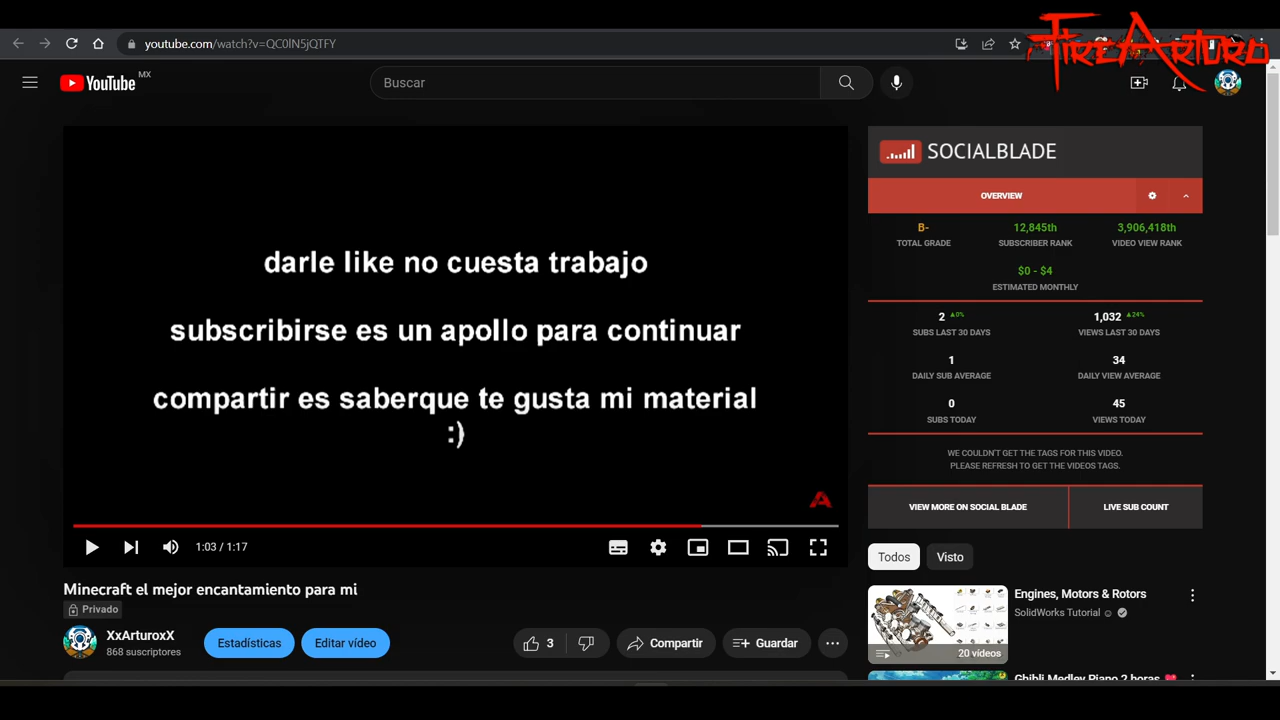 FireArturo
youtube.com/watch?v=QC0lN5jQTFY
YouTube MX
Buscar
darle like no cuesta trabajo
subscribirse es un apollo para continuar
compartir es saberque te gusta mi material
:)
1:03 / 1:17
Minecraft el mejor encantamiento para mi
Privado
XxArturoxX
868 suscriptores
Estadísticas
Editar vídeo
3
Compartir
Guardar
SOCIALBLADE
OVERVIEW
B-
12,845th
3,906,418th
TOTAL GRADE
SUBSCRIBER RANK
VIDEO VIEW RANK
$0 - $4
ESTIMATED MONTHLY
2 ▲0%
1,032 ▲24%
SUBS LAST 30 DAYS
VIEWS LAST 30 DAYS
1
34
DAILY SUB AVERAGE
DAILY VIEW AVERAGE
0
45
SUBS TODAY
VIEWS TODAY
WE COULDN'T GET THE TAGS FOR THIS VIDEO.
PLEASE REFRESH TO GET THE VIDEOS TAGS.
VIEW MORE ON SOCIAL BLADE
LIVE SUB COUNT
Todos
Visto
Engines, Motors & Rotors
SolidWorks Tutorial ☺
20 vídeos
Ghibli Medley Piano 2 horas